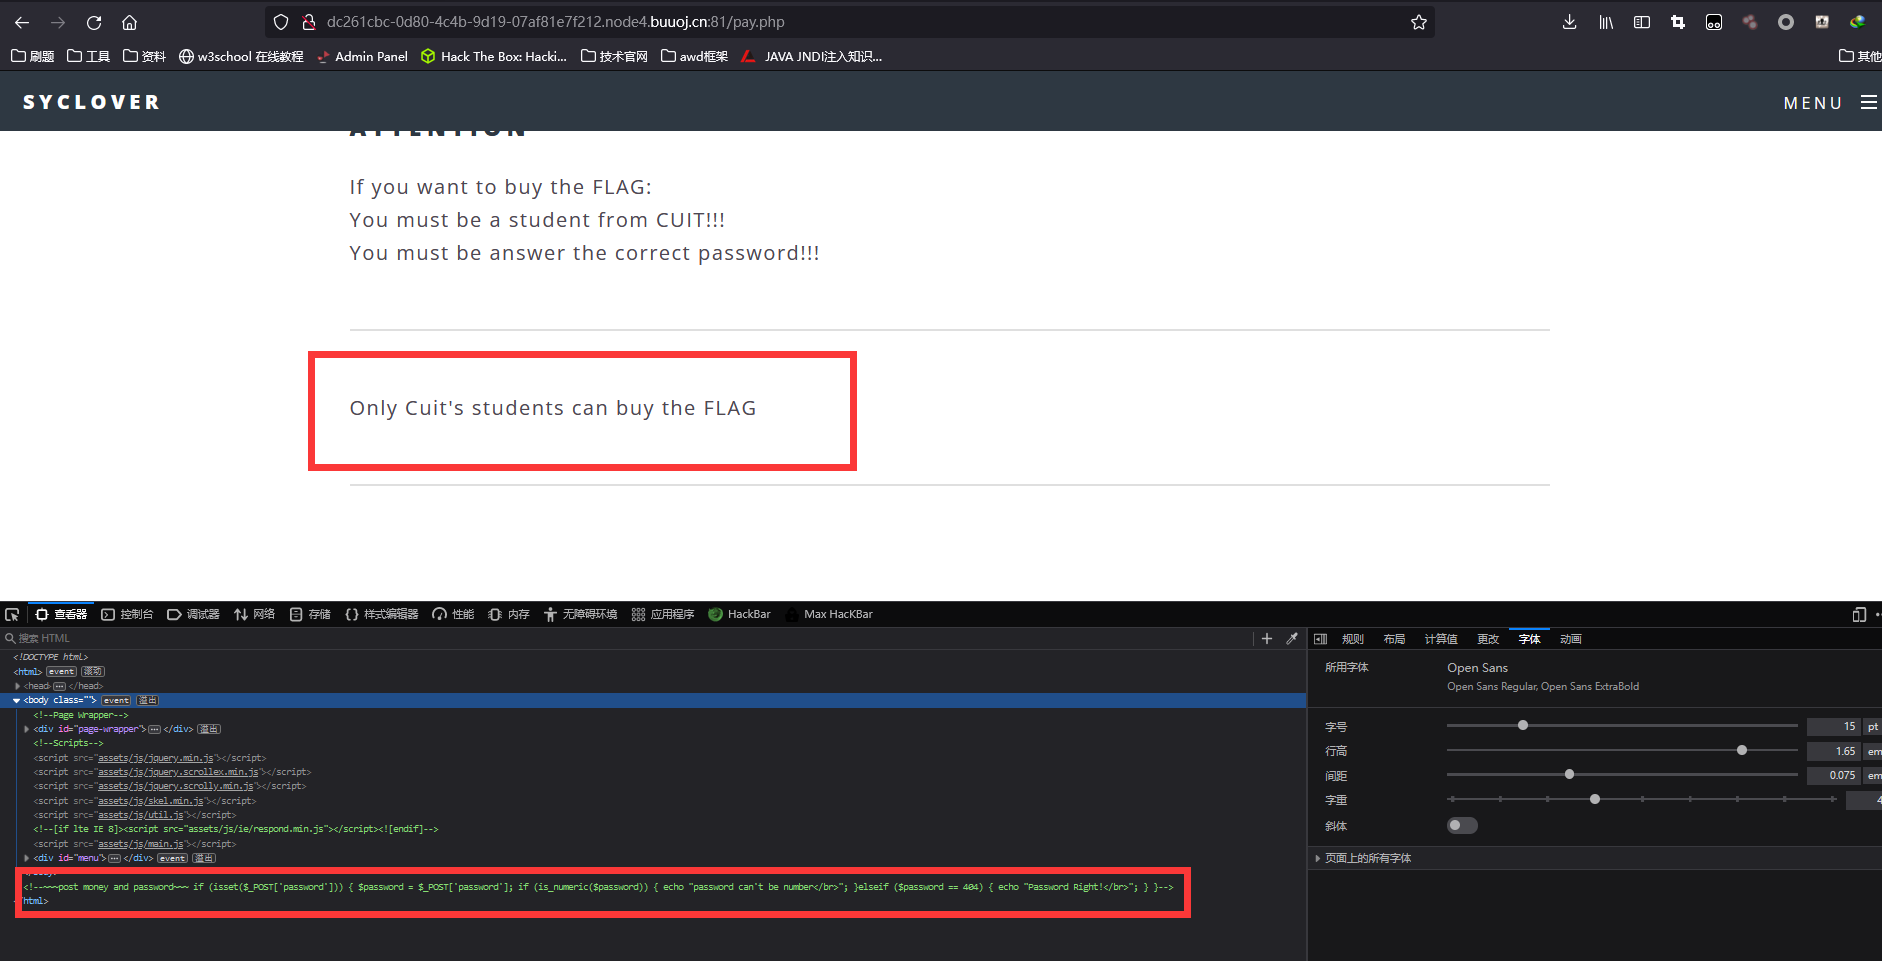 dc261cbc-0d80-4c4b-9d19-07af81e7f212.node4.buuoj.cn:81/pay.php
刷题 工具 资料 w3school 在线教程 Admin Panel Hack The Box: Hacki... 技术官网 awd框架 JAVA JNDI注入知识... 其他
SYCLOVER MENU
ATTENTION
If you want to buy the FLAG:
You must be a student from CUIT!!!
You must be answer the correct password!!!
Only Cuit's students can buy the FLAG
查看器 控制台 调试器 网络 存储 {} 样式编辑器 性能 内存 无障碍环境 应用程序 HackBar Max HacKBar
搜索 HTML
规则 布局 计算值 更改 字体 动画
<!DOCTYPE html>
<html> event 滚动
<head> ... </head>
<body class=""> event 溢出
<!--Page Wrapper-->
<div id="page-wrapper"> ... </div> 溢出
<!--Scripts-->
<script src="assets/js/jquery.min.js"></script>
<script src="assets/js/jquery.scrollex.min.js"></script>
<script src="assets/js/jquery.scrolly.min.js"></script>
<script src="assets/js/skel.min.js"></script>
<script src="assets/js/util.js"></script>
<!--[if lte IE 8]><script src="assets/js/ie/respond.min.js"></script><![endif]-->
<script src="assets/js/main.js"></script>
<div id="menu"> ... </div> event 溢出
</body>
<!--~~~post money and password~~~ if (isset($_POST['password'])) { $password = $_POST['password']; if (is_numeric($password)) { echo "password can't be number</br>"; }elseif ($password == 404) { echo "Password Right!</br>"; } }-->
html>
所用字体 Open Sans
Open Sans Regular, Open Sans ExtraBold
字号 15 pt
行高 1.65 em
间距 0.075 em
字重 4
斜体
页面上的所有字体